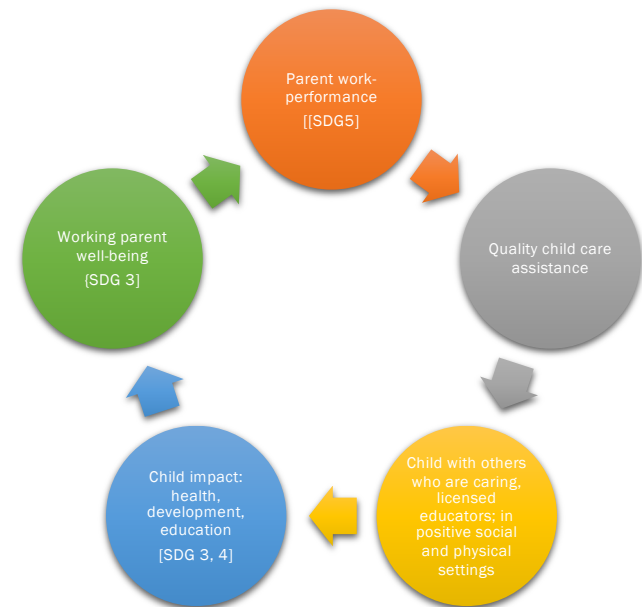 Parent work-
performance
[[SDG5]
Quality child care
assistance
Child with others
who are caring,
licensed
educators; in
positive social
and physical
settings
Child impact:
health,
development,
education
[SDG 3, 4]
Working parent
well-being
{SDG 3]